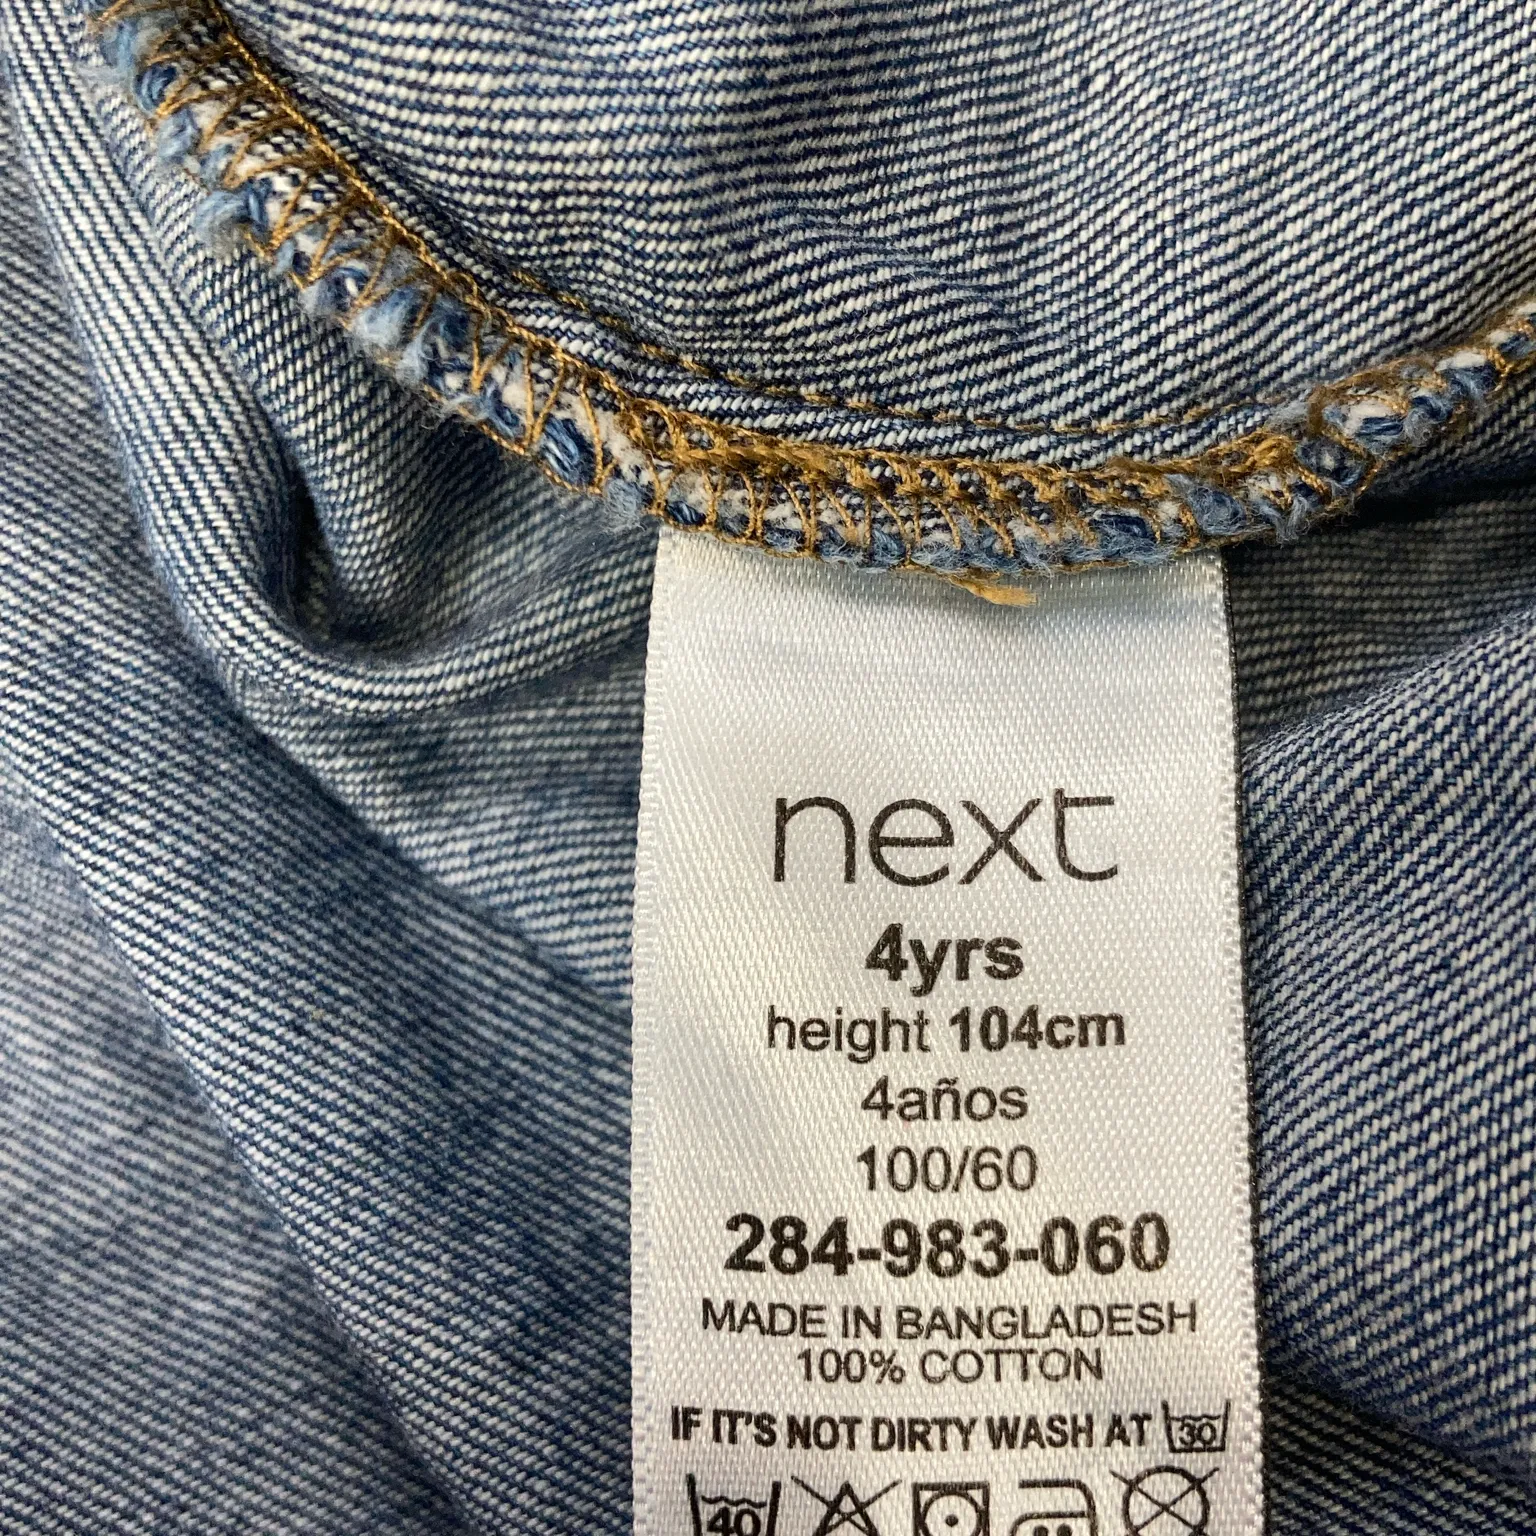 next
4yrs
height 104cm
4años
100/60
284-983-060
MADE IN BANGLADESH
100% COTTON
IF IT'S NOT DIRTY WASH AT 30
40